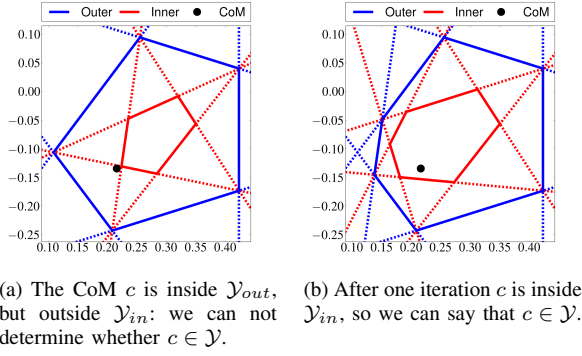 Outer Inner CoM Outer Inner CoM
0.10 0.10
0.05 0.05
0.00 0.00
−0.05 −0.05
−0.10 −0.10
−0.15 −0.15
−0.20 −0.20
−0.25 −0.25
0.10 0.15 0.20 0.25 0.30 0.35 0.40 0.10 0.15 0.20 0.25 0.30 0.35 0.40
(a) The CoM c is inside 𝒴out,
but outside 𝒴in: we can not
determine whether c ∈ 𝒴.
(b) After one iteration c is inside
𝒴in, so we can say that c ∈ 𝒴.